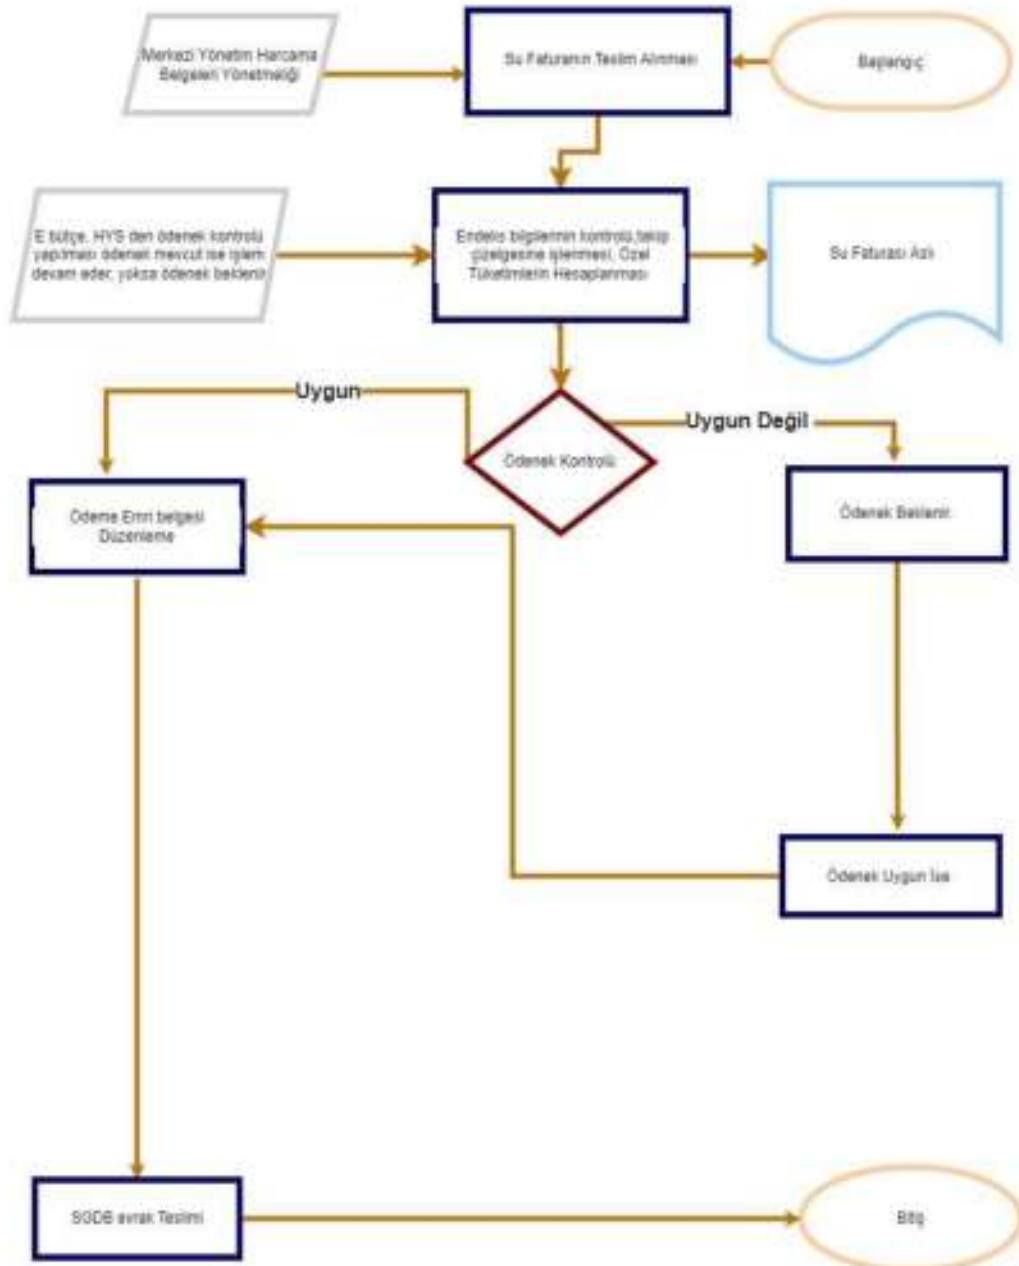 Merkezi Yönetim Harcama
Belgeleri Yönetmeliği
Su Faturanın Teslim Alınması
Başlangıç
E bütçe, HYS den ödenek kontrolü
yapılması ödenek mevcut ise işlem
devam eder, yoksa ödenek beklenir
Endeks bilgilerinin kontrolü,takip
çizelgesine işlenmesi, Özel
Tüketimlerin Hesaplanması
Su Faturası Aslı
Uygun
Uygun Değil
Ödenek Kontrolü
Ödeme Emri belgesi
Düzenleme
Ödenek Beklenir.
Ödenek Uygun İse
SGDB evrak Teslimi
Bitiş